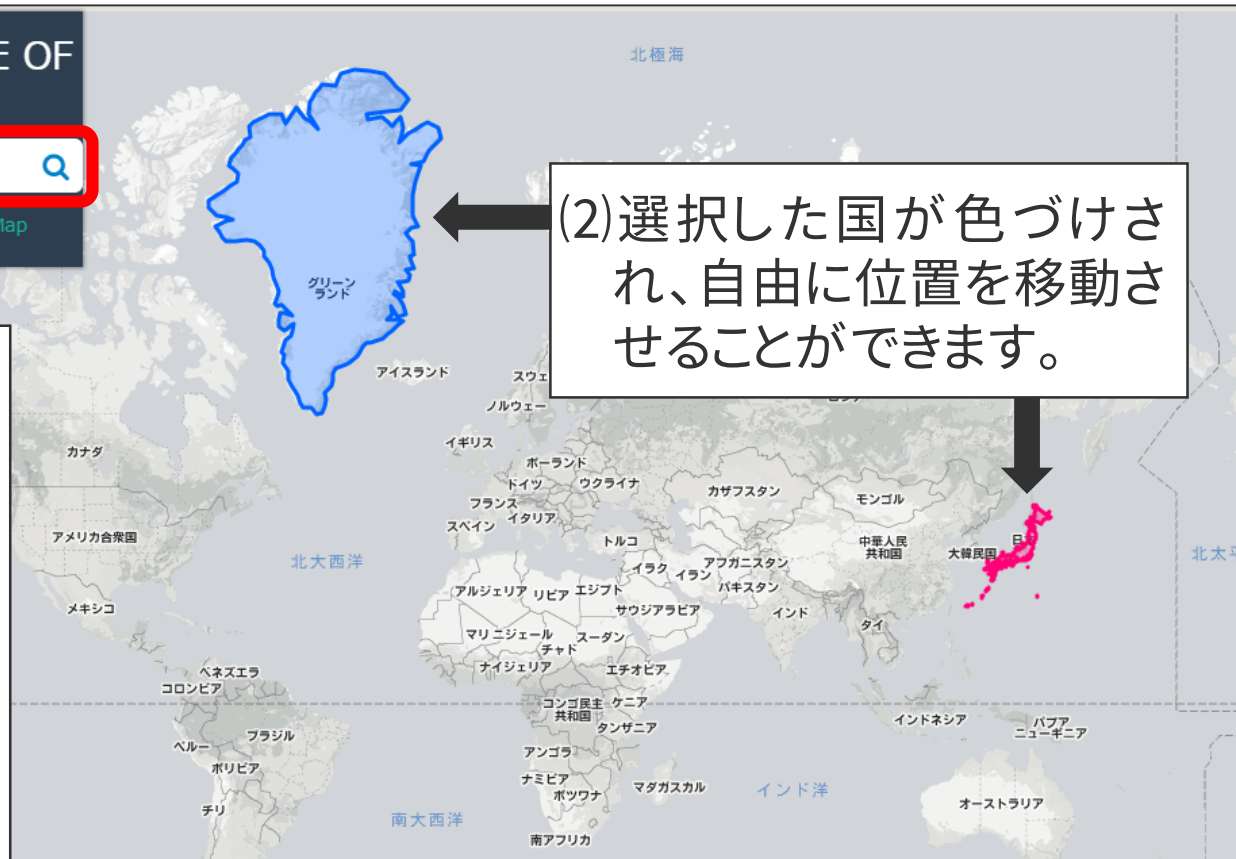 E OF
Map
北極海
(2)選択した国が色づけさ
れ、自由に位置を移動さ
せることができます。
グリーン
ランド
アイスランド
スウェ
ノルウェー
イギリス
カナダ
ポーランド
ドイツ
ウクライナ
カザフスタン
モンゴル
フランス
スペイン
イタリア
アメリカ合衆国
北大西洋
トルコ
中華人民
共和国
大韓民国
日
北太平
イラク
イラン
アフガニスタン
パキスタン
アルジェリア
リビア
エジプト
サウジアラビア
インド
メキシコ
タイ
マリ
ニジェール
チャド
スーダン
ナイジェリア
エチオピア
ベネズエラ
コロンビア
コンゴ民主
共和国
ケニア
タンザニア
インドネシア
パプア
ニューギニア
ペルー
ブラジル
アンゴラ
ボリビア
ナミビア
ボツワナ
マダガスカル
インド洋
オーストラリア
チリ
南大西洋
南アフリカ